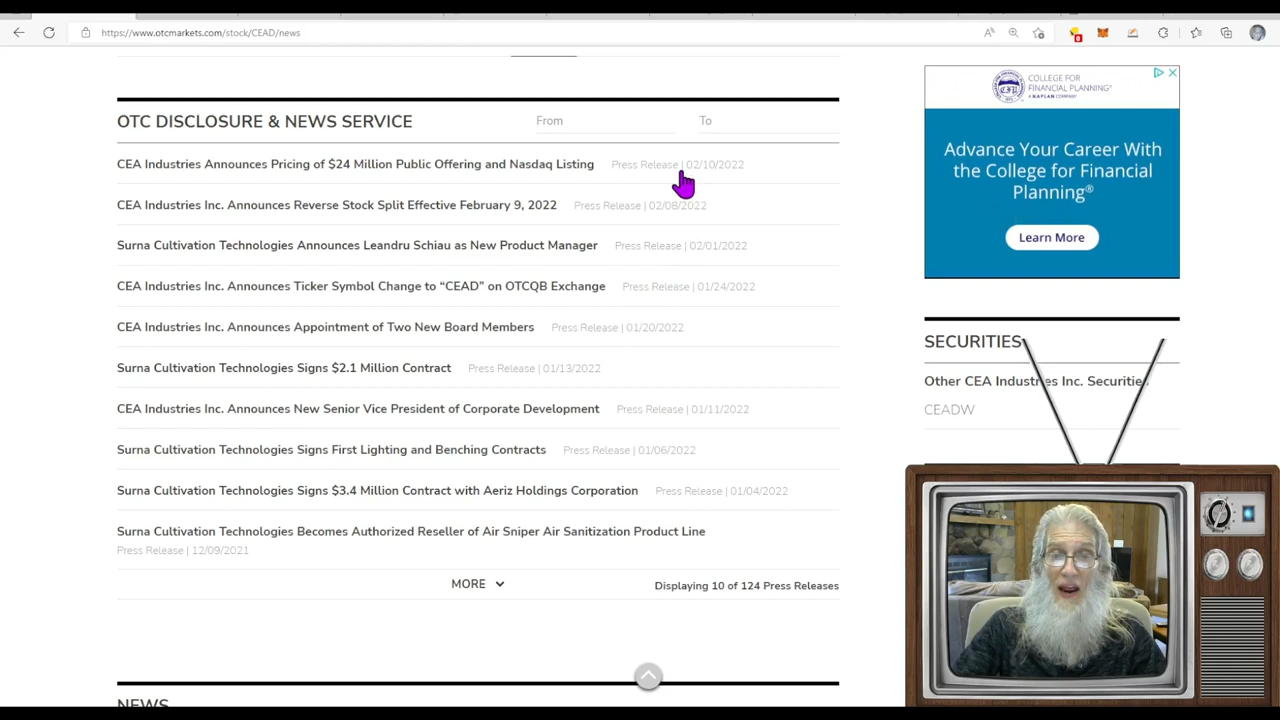 https://www.otcmarkets.com/stock/CEAD/news
OTC DISCLOSURE & NEWS SERVICE
From
To
CEA Industries Announces Pricing of $24 Million Public Offering and Nasdaq Listing Press Release | 02/10/2022
CEA Industries Inc. Announces Reverse Stock Split Effective February 9, 2022 Press Release | 02/08/2022
Surna Cultivation Technologies Announces Leandru Schiau as New Product Manager Press Release | 02/01/2022
CEA Industries Inc. Announces Ticker Symbol Change to “CEAD” on OTCQB Exchange Press Release | 01/24/2022
CEA Industries Inc. Announces Appointment of Two New Board Members Press Release | 01/20/2022
Surna Cultivation Technologies Signs $2.1 Million Contract Press Release | 01/13/2022
CEA Industries Inc. Announces New Senior Vice President of Corporate Development Press Release | 01/11/2022
Surna Cultivation Technologies Signs First Lighting and Benching Contracts Press Release | 01/06/2022
Surna Cultivation Technologies Signs $3.4 Million Contract with Aeriz Holdings Corporation Press Release | 01/04/2022
Surna Cultivation Technologies Becomes Authorized Reseller of Air Sniper Air Sanitization Product Line
Press Release | 12/09/2021
MORE
Displaying 10 of 124 Press Releases
NEWS
COLLEGE FOR
FINANCIAL PLANNING®
A KAPLAN COMPANY
Advance Your Career With
the College for Financial
Planning®
Learn More
SECURITIES
Other CEA Industries Inc. Securities
CEADW